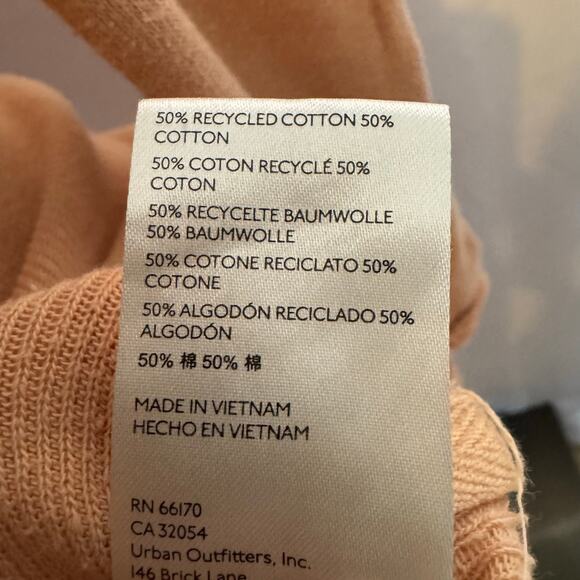 50% RECYCLED COTTON 50%
COTTON
50% COTON RECYCLÉ 50%
COTON
50% RECYCELTE BAUMWOLLE
50% BAUMWOLLE
50% COTONE RECICLATO 50%
COTONE
50% ALGODÓN RECICLADO 50%
ALGODÓN
50% 棉 50% 棉
MADE IN VIETNAM
HECHO EN VIETNAM
RN 66170
CA 32054
Urban Outfitters, Inc.
146 Brick Lane